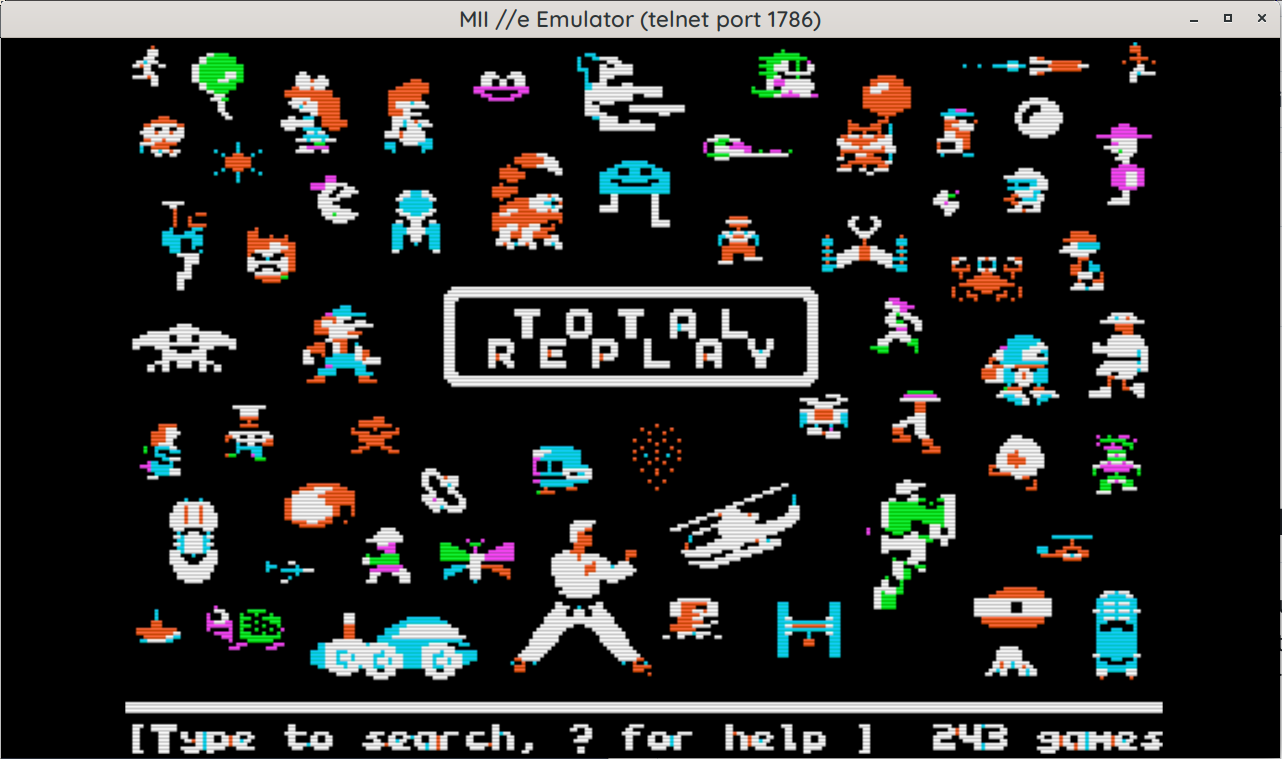 MII //e Emulator (telnet port 1786)
TOTAL
REPLAY
[Type to search, ? for help ] 243 games